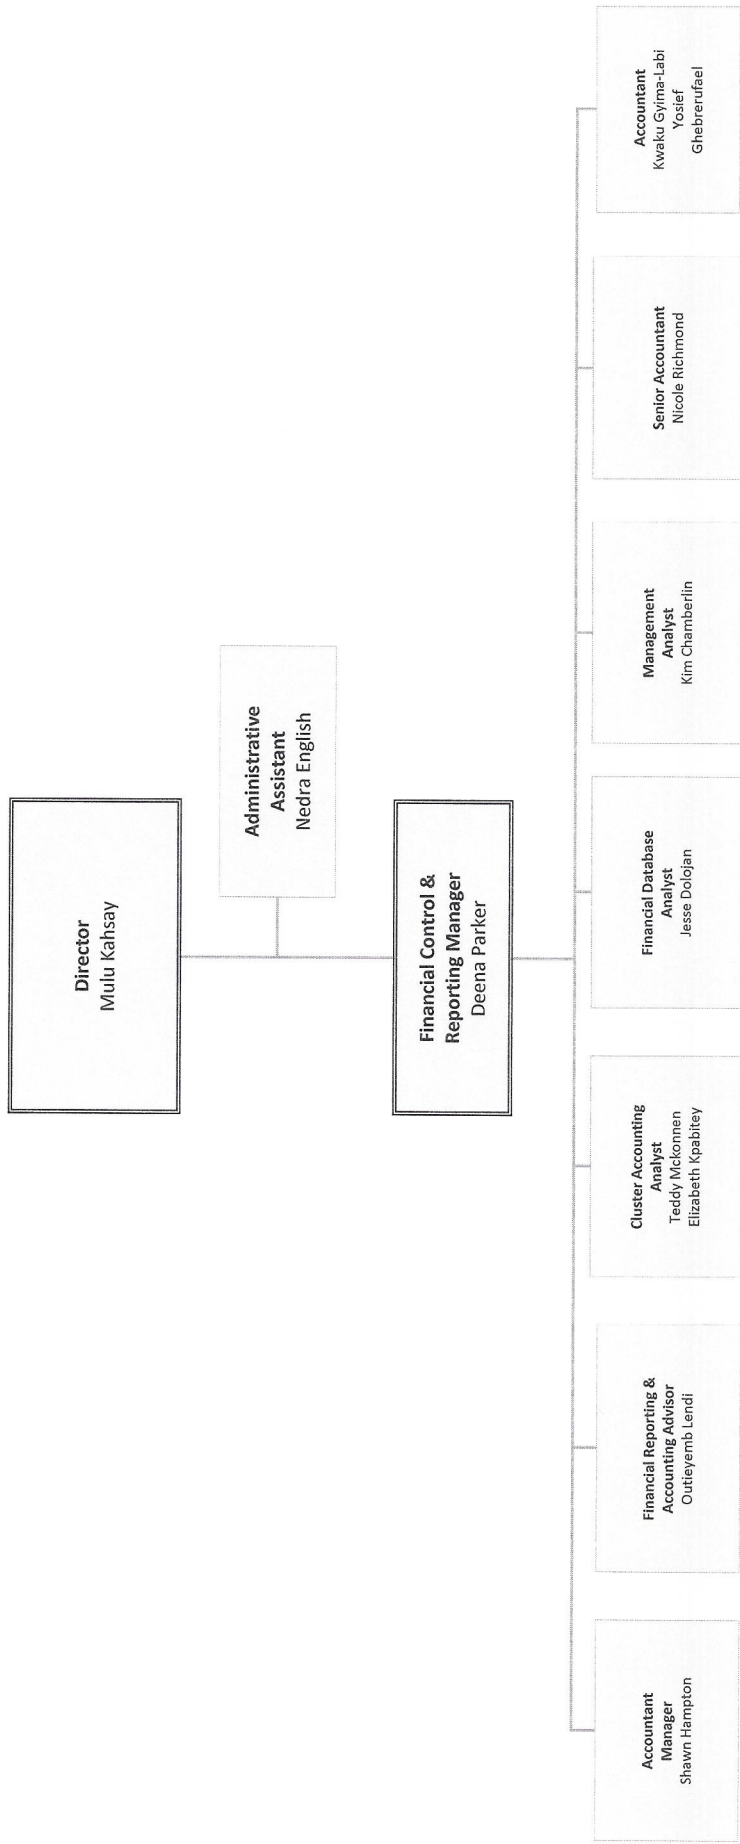 Director
Mulu Kahsay
Administrative
Assistant
Nedra English
Financial Control &
Reporting Manager
Deena Parker
Accountant
Manager
Shawn Hampton
Financial Reporting &
Accounting Advisor
Outieyemb Lendi
Cluster Accounting
Analyst
Teddy Mckonnen
Elizabeth Kpabitey
Financial Database
Analyst
Jesse Dolojan
Management
Analyst
Kim Chamberlin
Senior Accountant
Nicole Richmond
Accountant
Kwaku Gyima-Labi
Yosief
Ghebrerufael